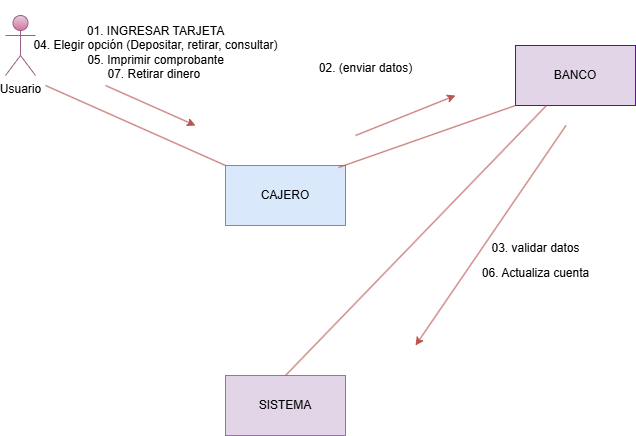 01. INGRESAR TARJETA
04. Elegir opción (Depositar, retirar, consultar)
05. Imprimir comprobante
07. Retirar dinero
Usuario
02. (enviar datos)
BANCO
CAJERO
03. validar datos
06. Actualiza cuenta
SISTEMA